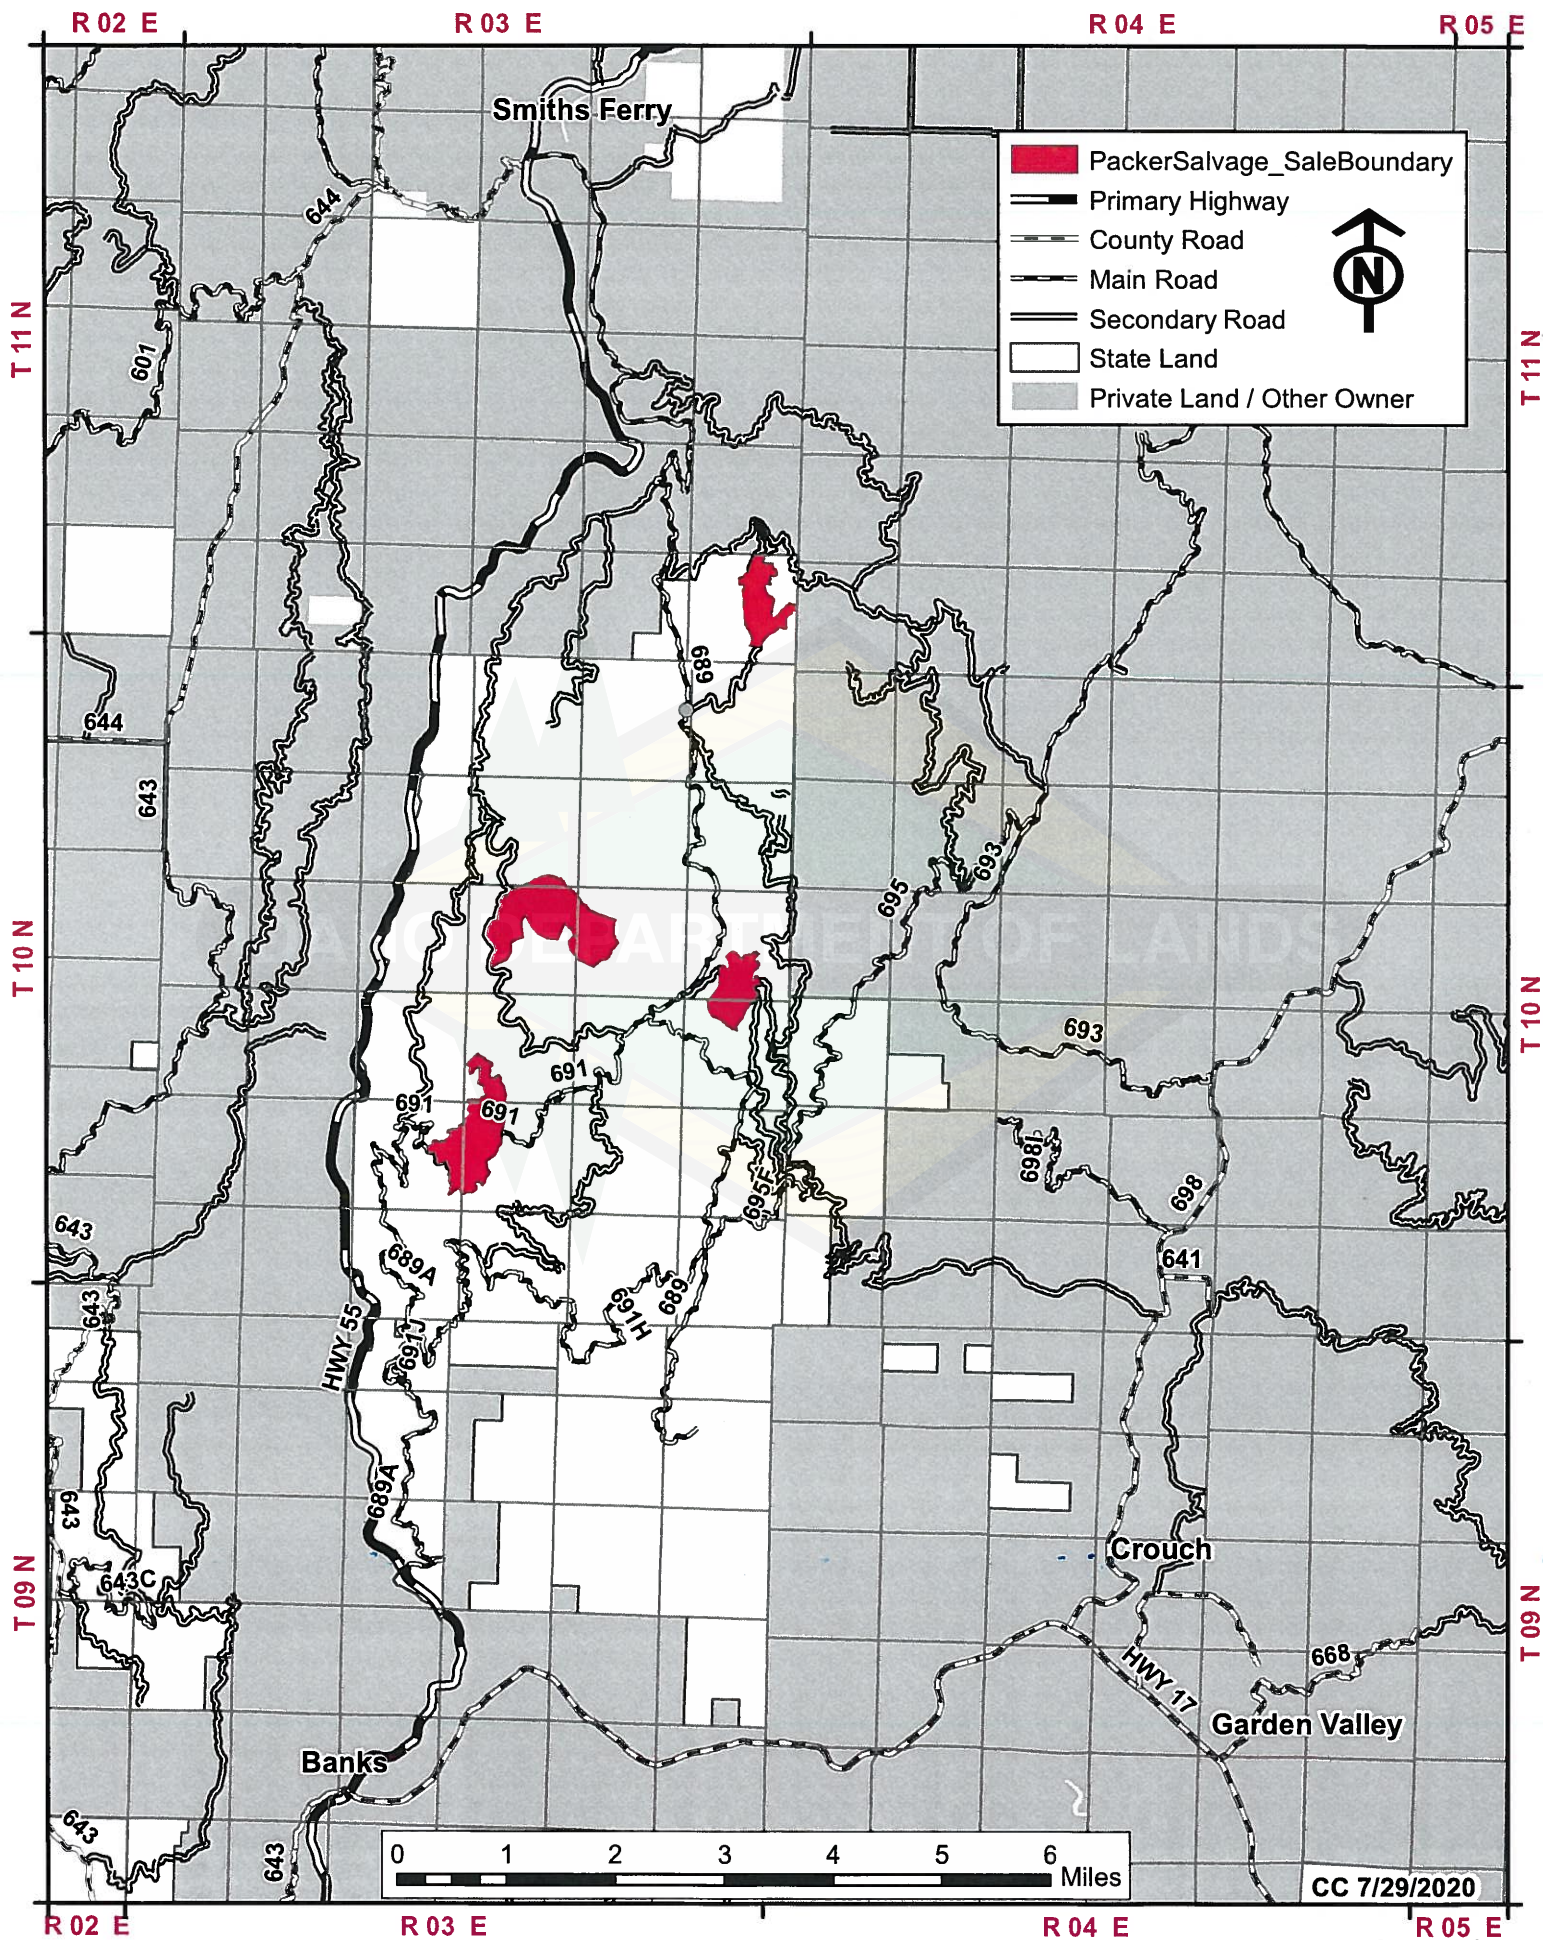 R 02 E
R 03 E
R 04 E
R 05 E
Smiths Ferry
PackerSalvage_SaleBoundary
Primary Highway
County Road
Main Road
Secondary Road
State Land
Private Land / Other Owner
N
644
T 11 N
T 11 N
601
689
644
643
693
695
IDAHO DEPARTMENT OF LANDS
T 10 N
T 10 N
693
691
691
691
698I
698
695F
643
689A
641
643
689
691H
691J
HWY 55
689A
643
Crouch
643C
T 09 N
T 09 N
668
HWY 17
Garden Valley
Banks
643
643
0 1 2 3 4 5 6
Miles
CC 7/29/2020
R 02 E
R 03 E
R 04 E
R 05 E